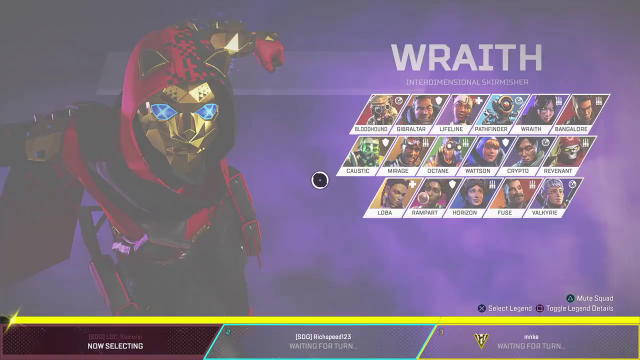 WRAITH
INTERDIMENSIONAL SKIRMISHER
BLOODHOUND GIBRALTAR LIFELINE PATHFINDER WRAITH BANGALORE
CAUSTIC MIRAGE OCTANE WATTSON CRYPTO REVENANT
LOBA RAMPART HORIZON FUSE VALKYRIE
Mute Squad
Select Legend Toggle Legend Details
NOW SELECTING
2 [SDG] Richspeed123
WAITING FOR TURN...
3 mnke
WAITING FOR TURN...